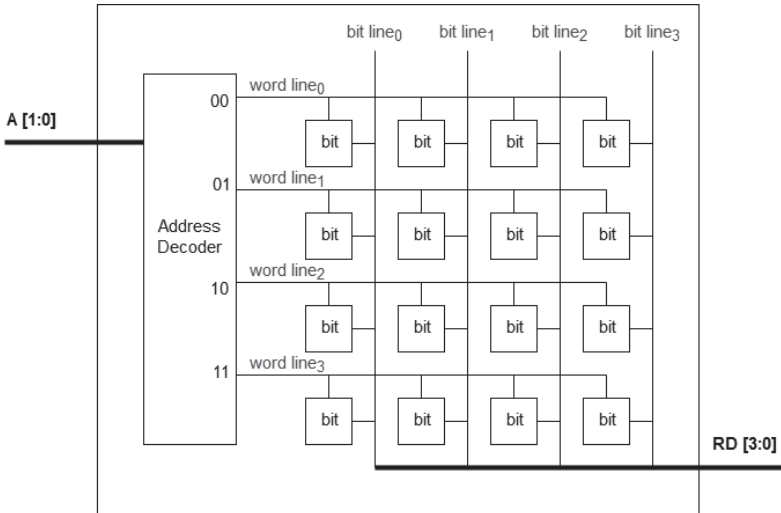 bit line₀ bit line₁ bit line₂ bit line₃
word line₀
00
A [1:0]
bit bit bit bit
word line₁
01
Address
Decoder
bit bit bit bit
word line₂
10
bit bit bit bit
word line₃
11
bit bit bit bit
RD [3:0]